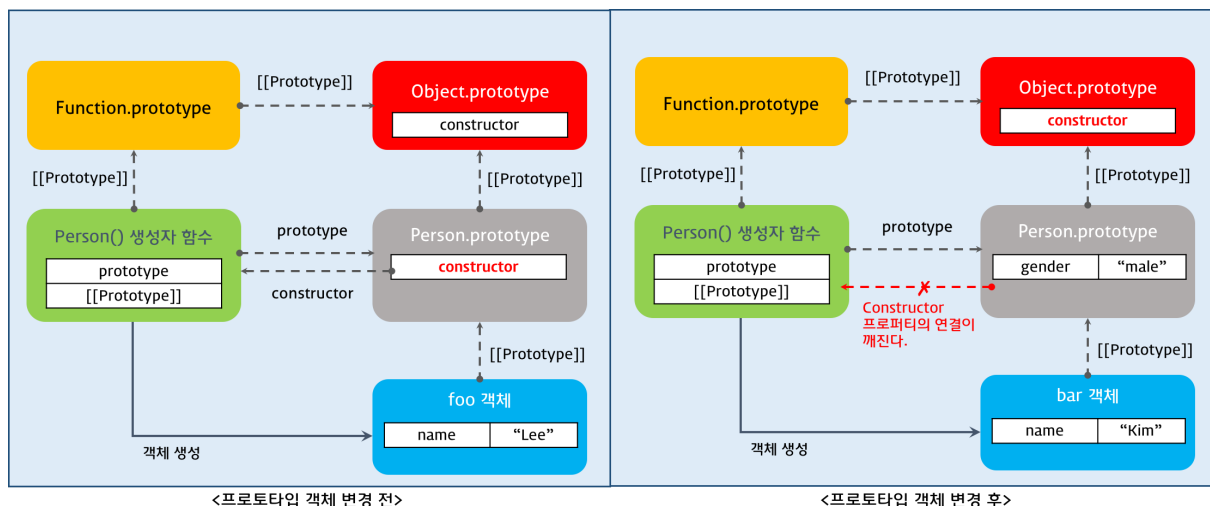 [[Prototype]]
Function.prototype
Object.prototype
constructor
[[Prototype]]
[[Prototype]]
Person() 생성자 함수
prototype
[[Prototype]]
prototype
constructor
Person.prototype
constructor
[[Prototype]]
foo 객체
name
“Lee”
객체 생성
<프로토타입 객체 변경 전>
[[Prototype]]
Function.prototype
Object.prototype
constructor
[[Prototype]]
[[Prototype]]
Person() 생성자 함수
prototype
[[Prototype]]
prototype
Person.prototype
gender
“male”
Constructor
프로퍼티의 연결이
깨진다.
[[Prototype]]
bar 객체
name
“Kim”
객체 생성
<프로토타입 객체 변경 후>